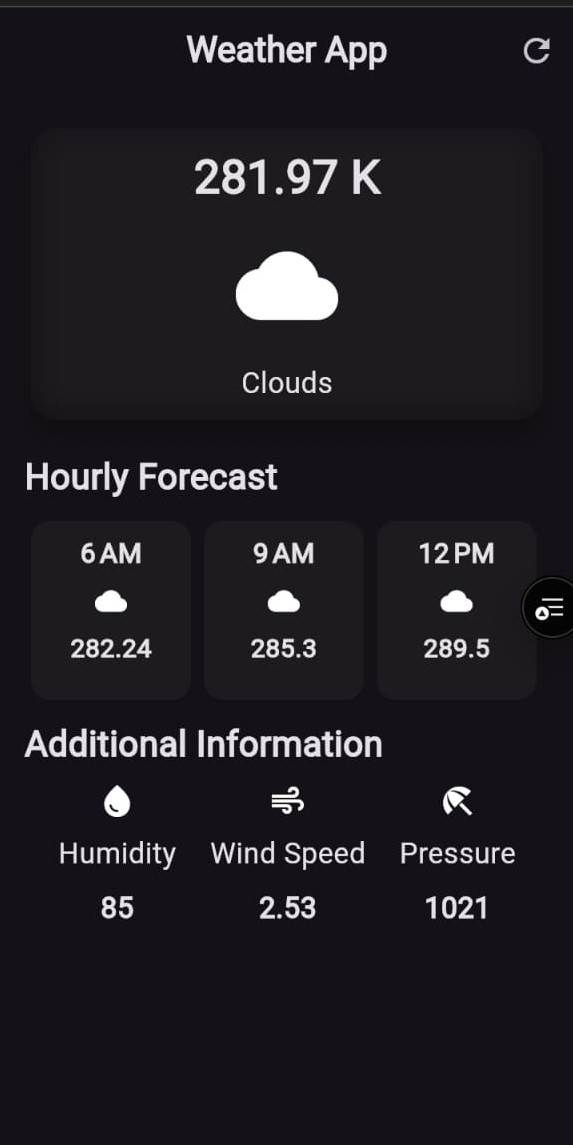 Weather App
281.97 K
Clouds
Hourly Forecast
6 AM 9 AM 12 PM
282.24 285.3 289.5
Additional Information
Humidity Wind Speed Pressure
85 2.53 1021